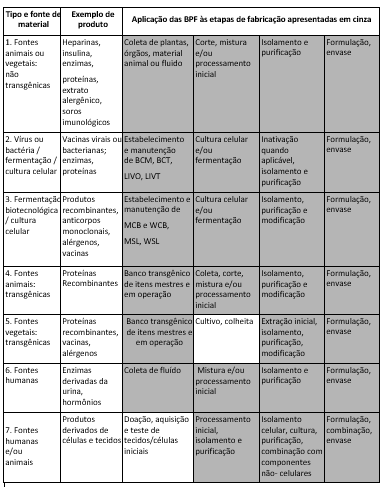 Tipo e fonte de
material
Exemplo de
produto
Aplicação das BPF às etapas de fabricação apresentadas em cinza
1. Fontes
animais ou
vegetais:
não
transgênicas
Heparinas,
insulina,
enzimas,
proteínas,
extrato
alergênico,
soros
imunológicos
Coleta de plantas,
órgãos, material
animal ou fluido
Corte, mistura
e/ou
processamento
inicial
Isolamento e
purificação
Formulação,
envase
2. Vírus ou
bactéria /
fermentação /
cultura celular
Vacinas virais ou
bacterianas;
enzimas,
proteínas
Estabelecimento
e manutenção
de BCM, BCT,
LIVO, LIVT
Cultura celular
e/ou
fermentação
Inativação
quando
aplicável,
isolamento e
purificação
Formulação,
envase
3. Fermentação
biotecnológica
/ cultura
celular
Produtos
recombinantes,
anticorpos
monoclonais,
alérgenos,
vacinas
Estabelecimento e
manutenção de
MCB e WCB,
MSL, WSL
Cultura celular
e/ou
fermentação
Isolamento,
purificação e
modificação
Formulação,
envase
4. Fontes
animais:
transgênicas
Proteínas
Recombinantes
Banco transgênico
de itens mestres e
em operação
Coleta, corte,
mistura e/ou
processamento
inicial
Isolamento,
purificação e
modificação
Formulação,
envase
5. Fontes
vegetais:
transgênicas
Proteínas
recombinantes,
vacinas,
alérgenos
Banco transgênico
de itens mestres e
em operação
Cultivo, colheita
Extração inicial,
isolamento,
purificação,
modificação
Formulação,
envase
6. Fontes
humanas
Enzimas
derivadas da
urina,
hormônios
Coleta de fluído
Mistura e/ou
processamento
inicial
Isolamento e
purificação
Formulação,
envase
7. Fontes
humanas
e/ou
animais
Produtos
derivados de
células e tecidos
Doação, aquisição
e teste de
tecidos/células
iniciais
Processamento
inicial,
isolamento e
purificação
Isolamento
celular, cultura,
purificação,
combinação com
componentes
não- celulares
Formulação,
combinação,
envase